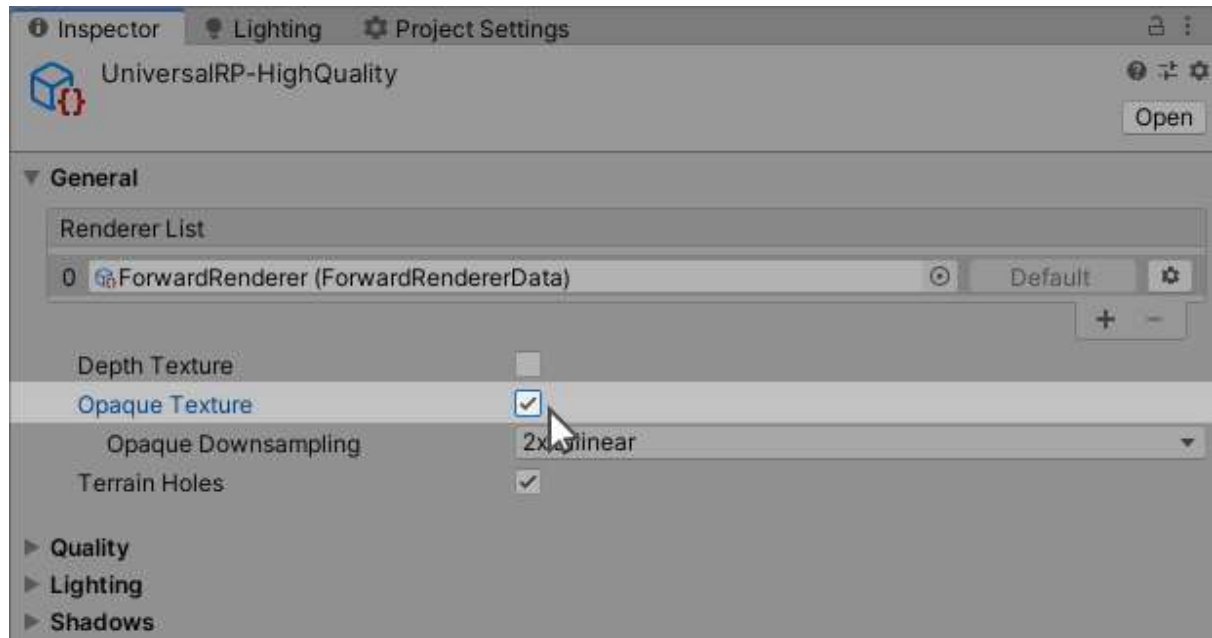 Inspector Lighting Project Settings
UniversalRP-HighQuality
Open
General
Renderer List
0 ForwardRenderer (ForwardRendererData) Default
+ −
Depth Texture
Opaque Texture
Opaque Downsampling
Terrain Holes
Quality
Lighting
Shadows